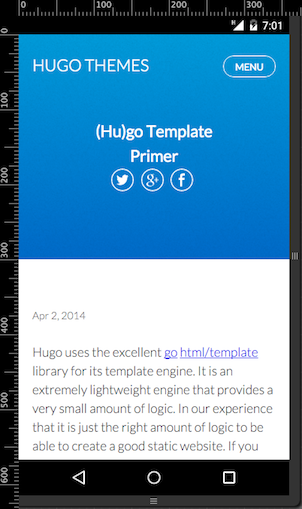 0 100 200 300
7:01
HUGO THEMES
MENU
(Hu)go Template
Primer
g+
f
Apr 2, 2014
Hugo uses the excellent go html/template
library for its template engine. It is an
extremely lightweight engine that provides a
very small amount of logic. In our experience
that it is just the right amount of logic to be
able to create a good static website. If you
0
100
200
300
400
500
600